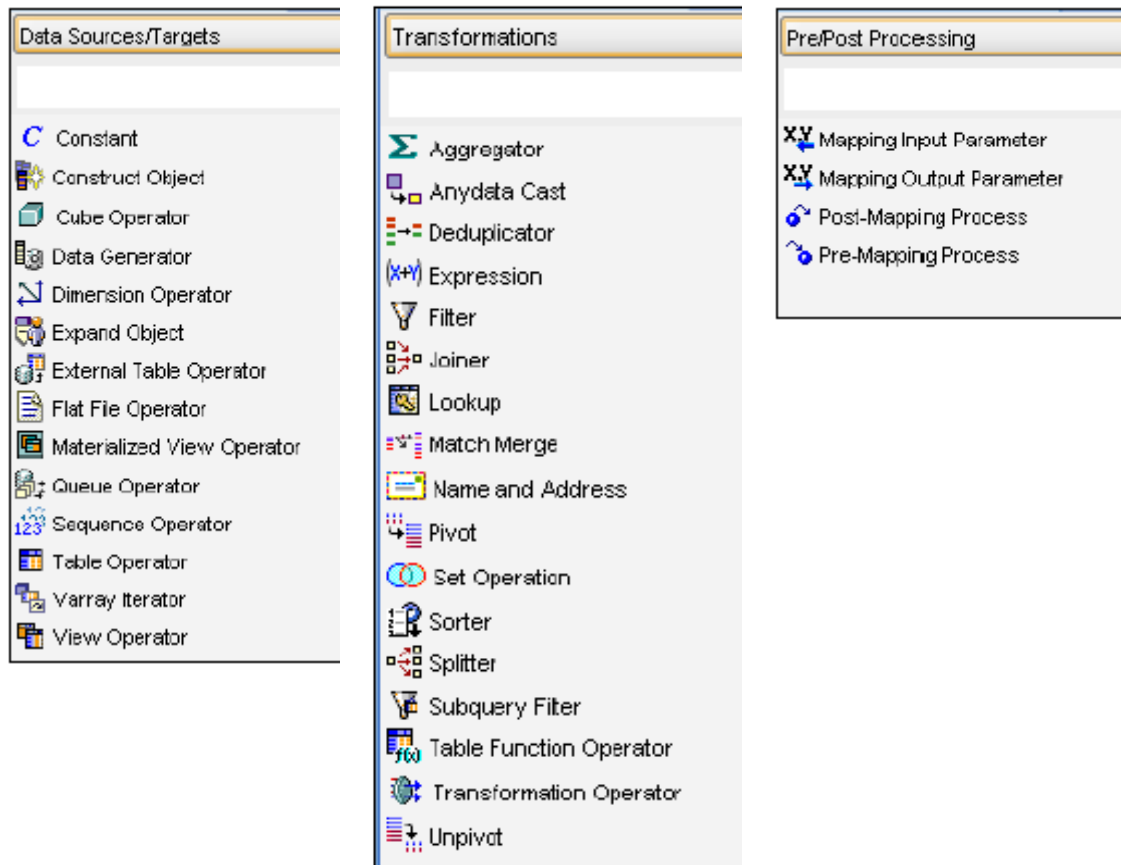 Data Sources/Targets
C Constant
Construct Object
Cube Operator
Data Generator
Dimension Operator
Expand Object
External Table Operator
Flat File Operator
Materialized View Operator
Queue Operator
123 Sequence Operator
Table Operator
Varray Iterator
View Operator
Transformations
Σ Aggregator
Anydata Cast
Deduplicator
(X+Y) Expression
Filter
Joiner
Lookup
Match Merge
Name and Address
Pivot
Set Operation
Sorter
Splitter
Subquery Filter
f(x) Table Function Operator
Transformation Operator
Unpivot
Pre/Post Processing
X,Y Mapping Input Parameter
X,Y Mapping Output Parameter
Post-Mapping Process
Pre-Mapping Process